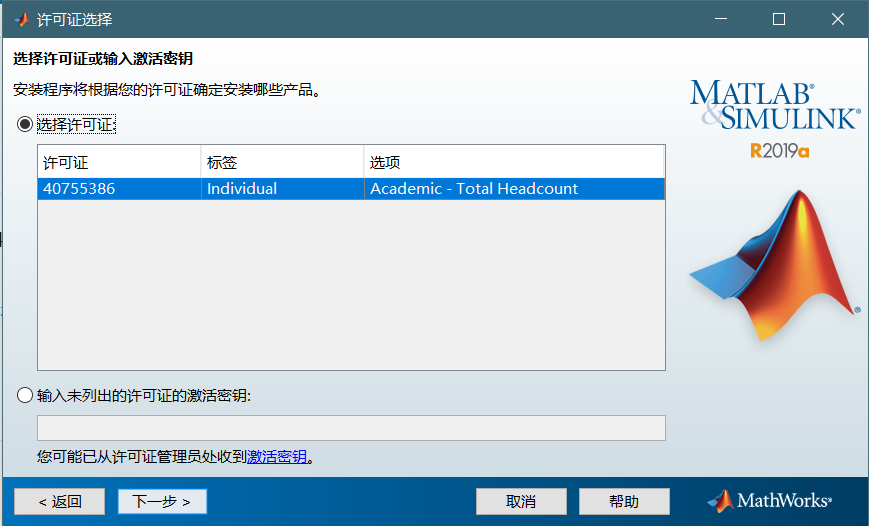 许可证选择
选择许可证或输入激活密钥
安装程序将根据您的许可证确定安装哪些产品。
MATLAB®
&SIMULINK®
R2019a
选择许可证:
许可证 标签 选项
40755386 Individual Academic - Total Headcount
®
输入未列出的许可证的激活密钥:
您可能已从许可证管理员处收到激活密钥。
< 返回 下一步 > 取消 帮助 MathWorks®